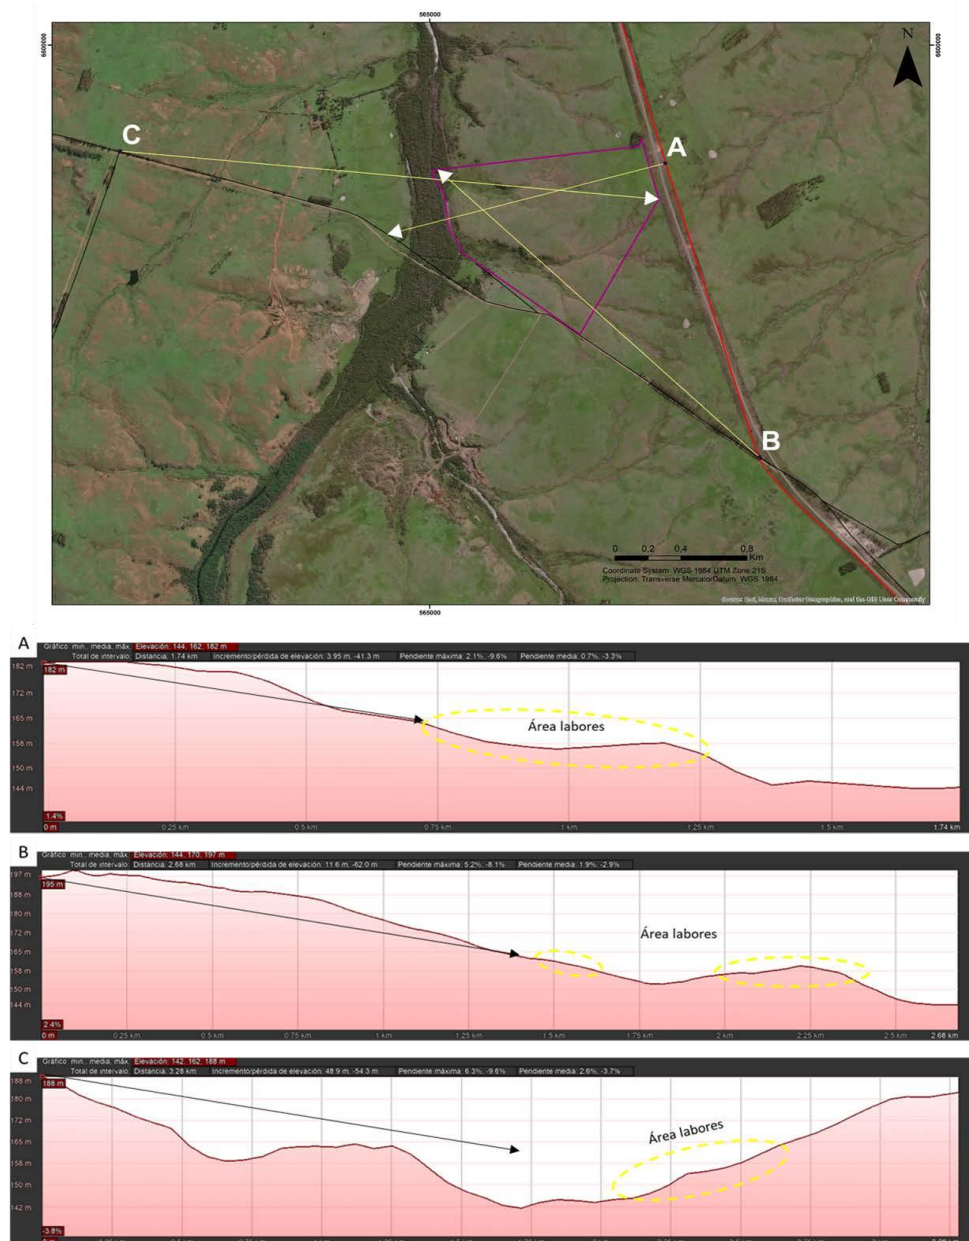 565000
6600000
6600000
N
C
A
B
0 0,2 0,4 0,8
Km
Coordinate System: WGS 1984 UTM Zone 21S
Projection: Transverse MercatorDatum: WGS 1984
565000
A
Gráfico: mín., media, máx. Elevación: 144, 162, 182 m
Total de intervalo: Distancia: 1.74 km Incremento/pérdida de elevación: 3.95 m, -41.3 m Pendiente máxima: 2.1%, -9.6% Pendiente media: 0.7%, -3.3%
182 m
182 m
172 m
165 m
Área labores
156 m
150 m
144 m
1.4%
0 m 0.25 km 0.5 km 0.75 km 1 km 1.25 km 1.5 km 1.74 km
B
Gráfico: mín., media, máx. Elevación: 144, 170, 197 m
Total de intervalo: Distancia: 2.68 km Incremento/pérdida de elevación: 11.6 m, -62.0 m Pendiente máxima: 5.2%, -8.1% Pendiente media: 1.9%, -2.9%
197 m
195 m
188 m
180 m
172 m
Área labores
165 m
158 m
150 m
144 m
2.4%
0 m 0.25 km 0.5 km 0.75 km 1 km 1.25 km 1.5 km 1.75 km 2 km 2.25 km 2.5 km 2.68 km
C
Gráfico: mín., media, máx. Elevación: 142, 162, 188 m
Total de intervalo: Distancia: 3.28 km Incremento/pérdida de elevación: 48.9 m, -54.3 m Pendiente máxima: 6.3%, -9.6% Pendiente media: 2.6%, -3.7%
188 m
188 m
180 m
172 m
Área labores
165 m
158 m
150 m
142 m
-3.8%